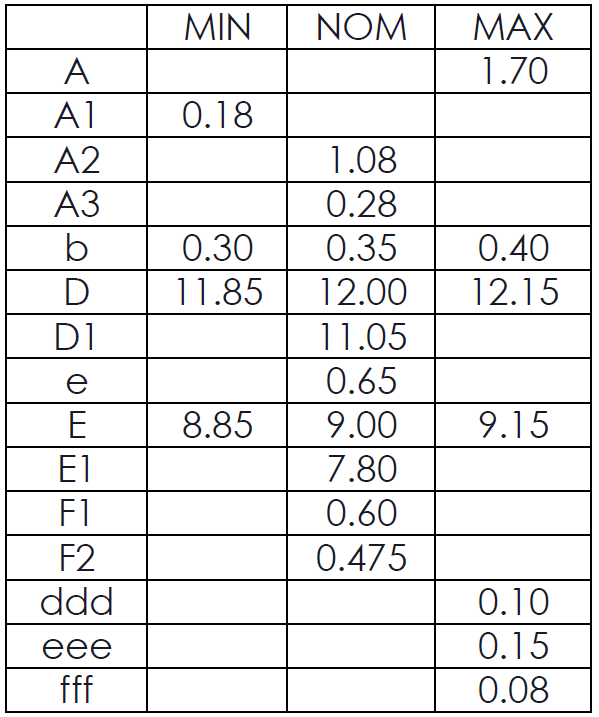 MIN NOM MAX
A 1.70
A1 0.18
A2 1.08
A3 0.28
b 0.30 0.35 0.40
D 11.85 12.00 12.15
D1 11.05
e 0.65
E 8.85 9.00 9.15
E1 7.80
F1 0.60
F2 0.475
ddd 0.10
eee 0.15
fff 0.08